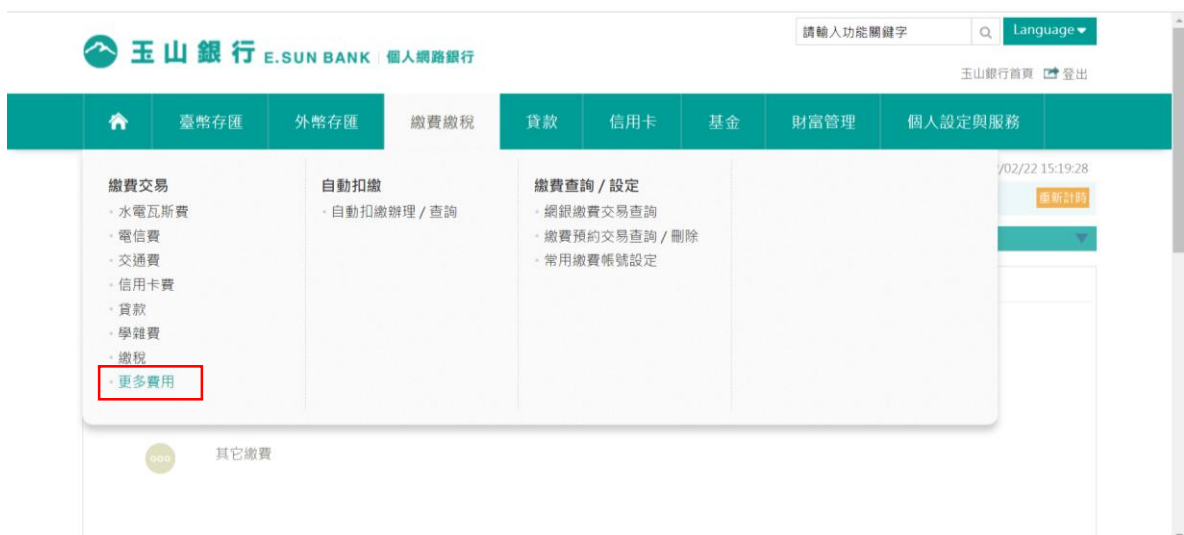 請輸入功能關鍵字
Language
玉山銀行 E.SUN BANK 個人網路銀行
玉山銀行首頁 登出
臺幣存匯 外幣存匯 繳費繳稅 貸款 信用卡 基金 財富管理 個人設定與服務
/02/22 15:19:28
重新計時
繳費交易
· 水電瓦斯費
· 電信費
· 交通費
· 信用卡費
· 貸款
· 學雜費
· 繳稅
· 更多費用
自動扣繳
· 自動扣繳辦理 / 查詢
繳費查詢 / 設定
· 網銀繳費交易查詢
· 繳費預約交易查詢 / 刪除
· 常用繳費帳號設定
其它繳費